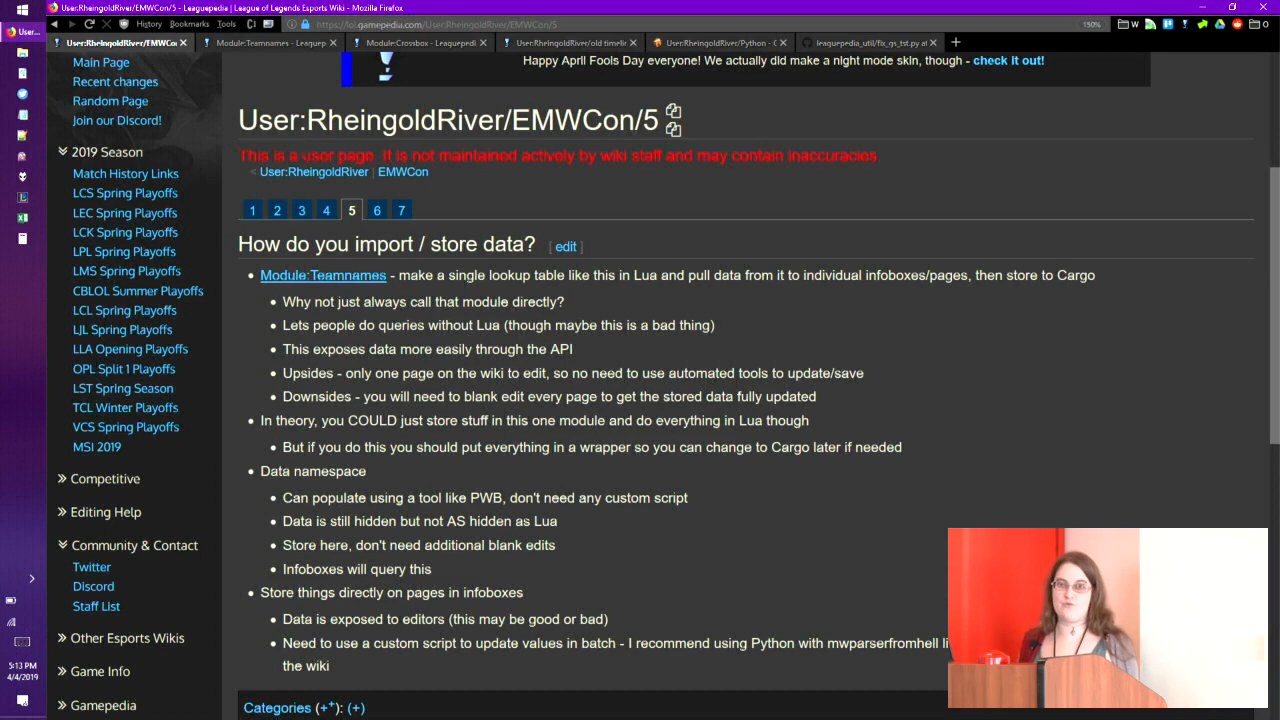 User:RheingoldRiver/EMWCon/5 - Leaguepedia | League of Legends Esports Wiki - Mozilla Firefox
History Bookmarks Tools
https://lol.gamepedia.com/User:RheingoldRiver/EMWCon/5
150%
User:RheingoldRiver/EMWCon
Module:Teamnames - Leaguep
Module:Crossbox - Leaguepedi
User:RheingoldRiver/old timelin
User:RheingoldRiver/Python - C
leaguepedia_util/fix_gs_tst.py at
User...
Main Page
Recent changes
Random Page
Join our Discord!
2019 Season
Match History Links
LCS Spring Playoffs
LEC Spring Playoffs
LCK Spring Playoffs
LPL Spring Playoffs
LMS Spring Playoffs
CBLOL Summer Playoffs
LCL Spring Playoffs
LJL Spring Playoffs
LLA Opening Playoffs
OPL Split 1 Playoffs
LST Spring Season
TCL Winter Playoffs
VCS Spring Playoffs
MSI 2019
Competitive
Editing Help
Community & Contact
Twitter
Discord
Staff List
Other Esports Wikis
Game Info
Gamepedia
5:13 PM
4/4/2019
Happy April Fools Day everyone! We actually did make a night mode skin, though - check it out!
User:RheingoldRiver/EMWCon/5
This is a user page. It is not maintained actively by wiki staff and may contain inaccuracies
< User:RheingoldRiver | EMWCon
1 2 3 4 5 6 7
How do you import / store data? [ edit ]
Module:Teamnames - make a single lookup table like this in Lua and pull data from it to individual infoboxes/pages, then store to Cargo
Why not just always call that module directly?
Lets people do queries without Lua (though maybe this is a bad thing)
This exposes data more easily through the API
Upsides - only one page on the wiki to edit, so no need to use automated tools to update/save
Downsides - you will need to blank edit every page to get the stored data fully updated
In theory, you COULD just store stuff in this one module and do everything in Lua though
But if you do this you should put everything in a wrapper so you can change to Cargo later if needed
Data namespace
Can populate using a tool like PWB, don't need any custom script
Data is still hidden but not AS hidden as Lua
Store here, don't need additional blank edits
Infoboxes will query this
Store things directly on pages in infoboxes
Data is exposed to editors (this may be good or bad)
Need to use a custom script to update values in batch - I recommend using Python with mwparserfromhell li
the wiki
Categories (++): (+)